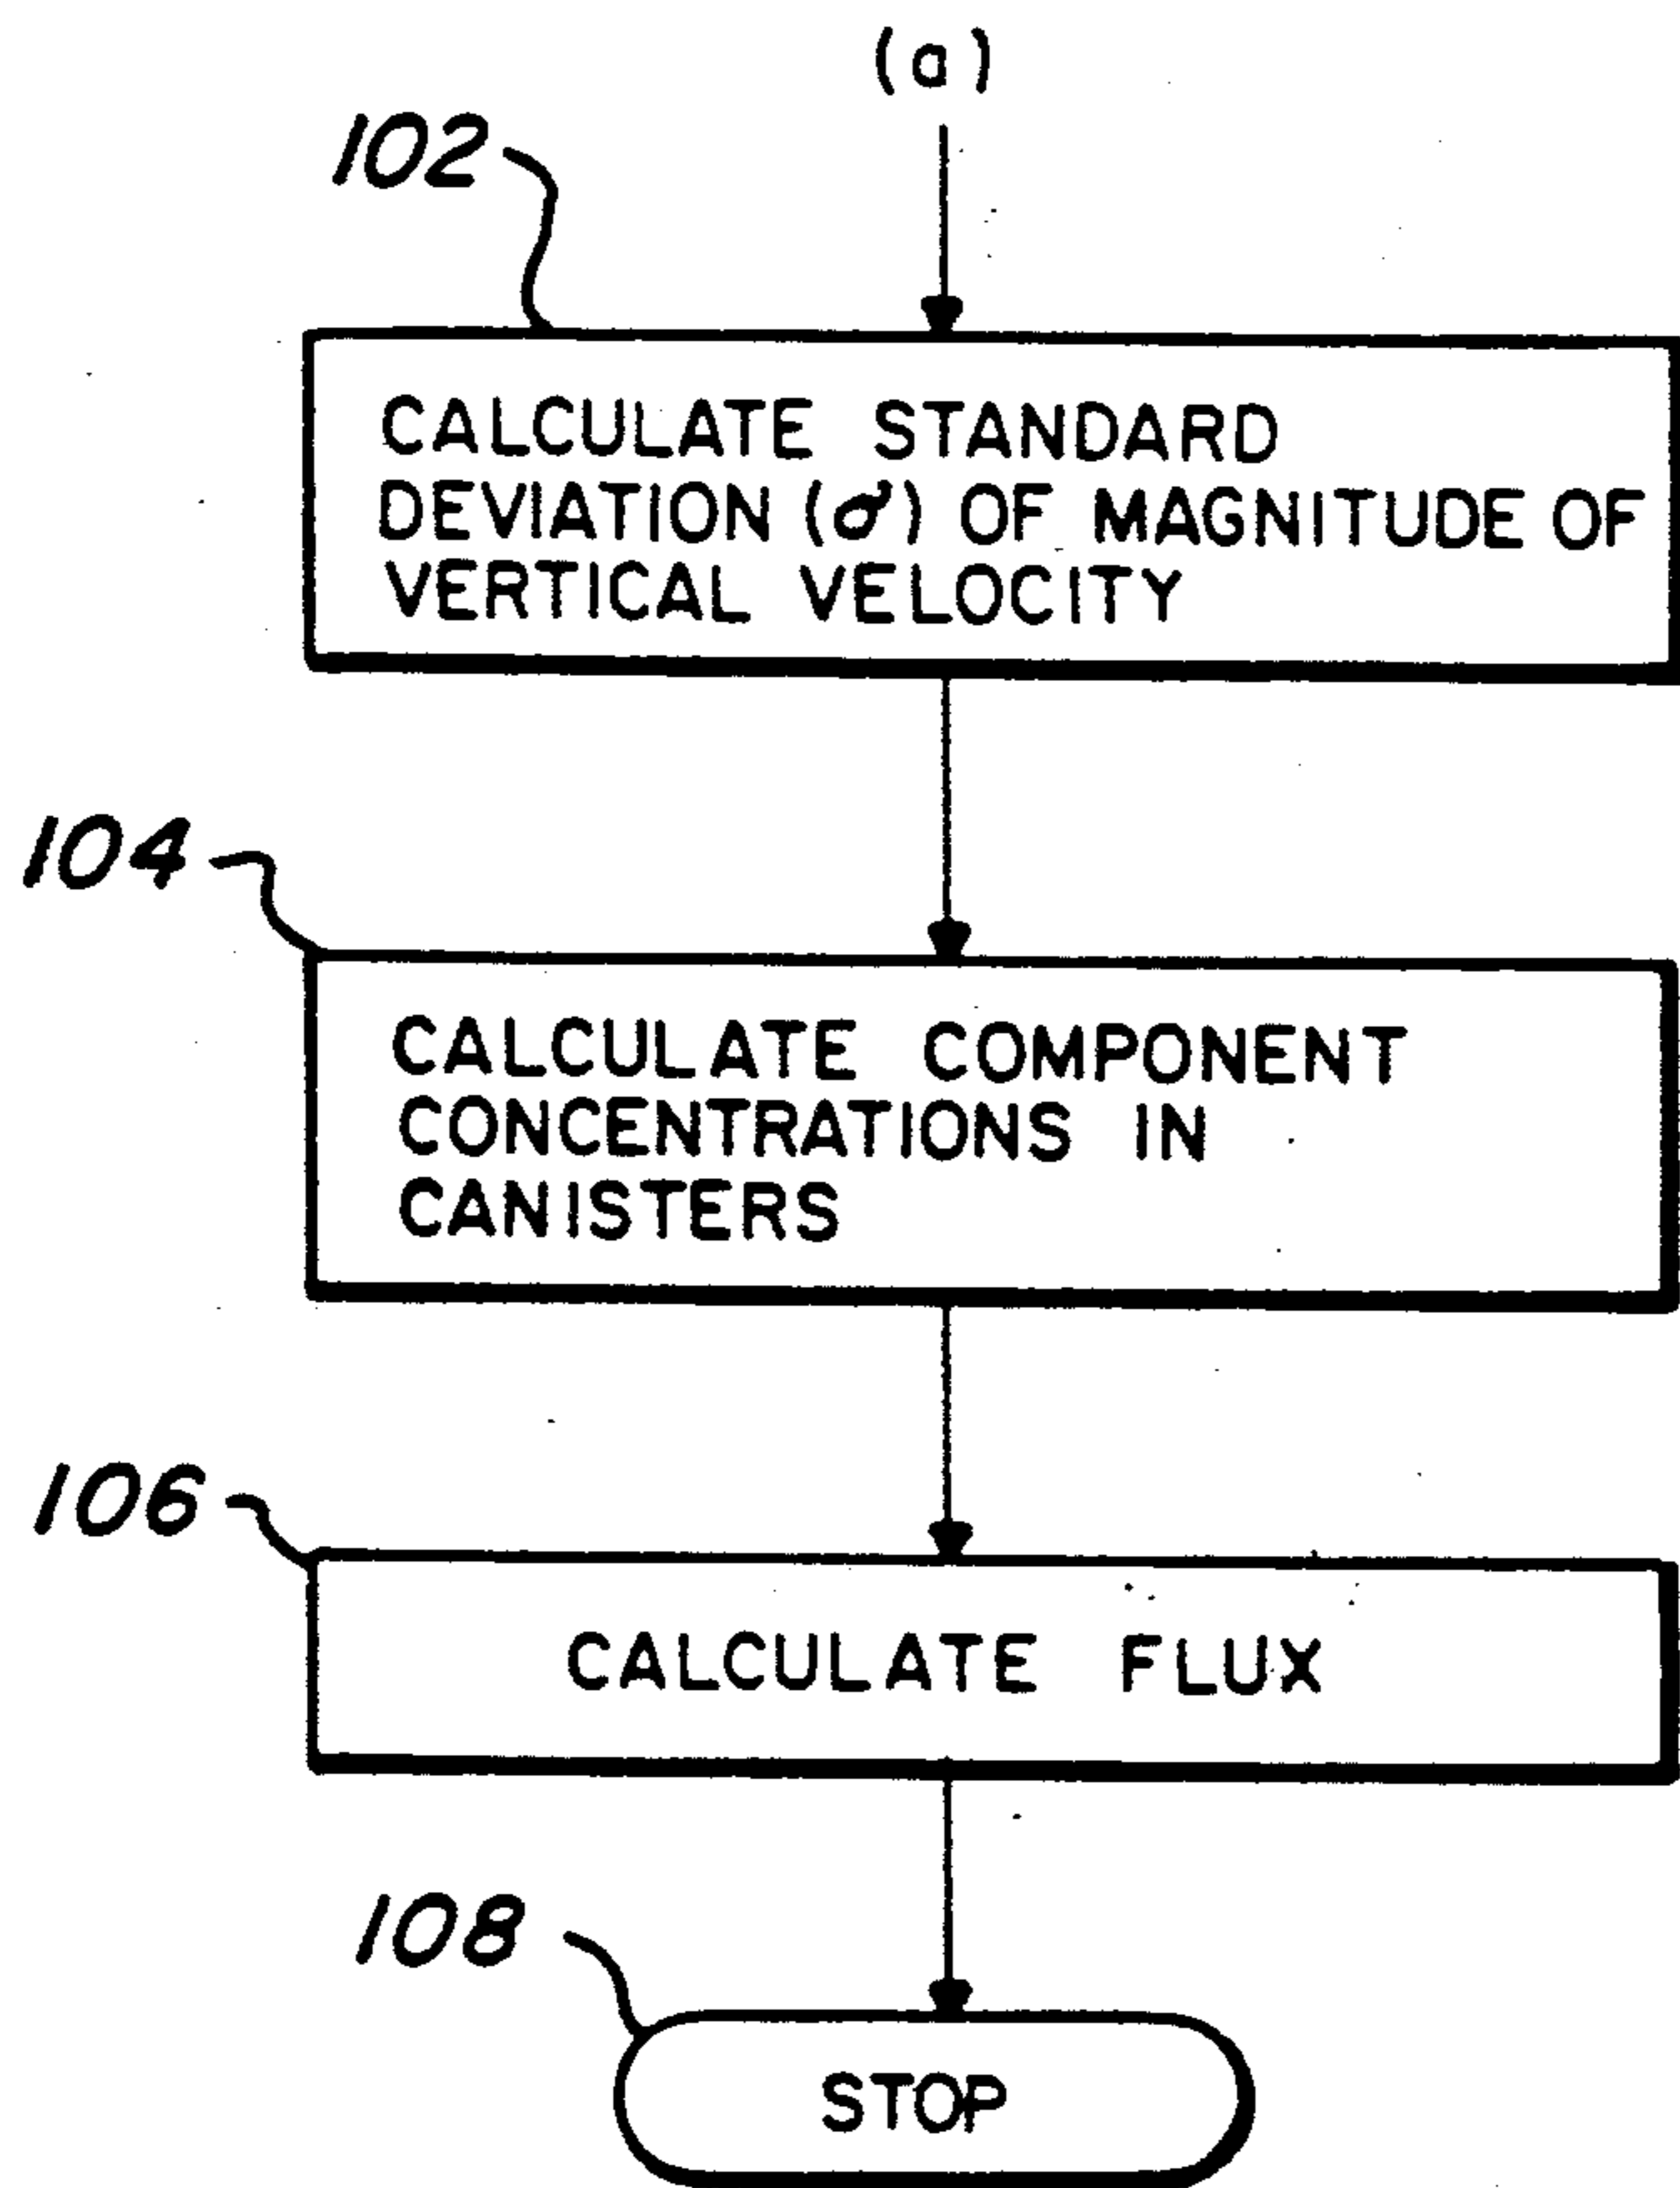 (a)
102
CALCULATE STANDARD
DEVIATION (σ) OF MAGNITUDE OF
VERTICAL VELOCITY
104
CALCULATE COMPONENT
CONCENTRATIONS IN
CANISTERS
106
CALCULATE FLUX
108
STOP